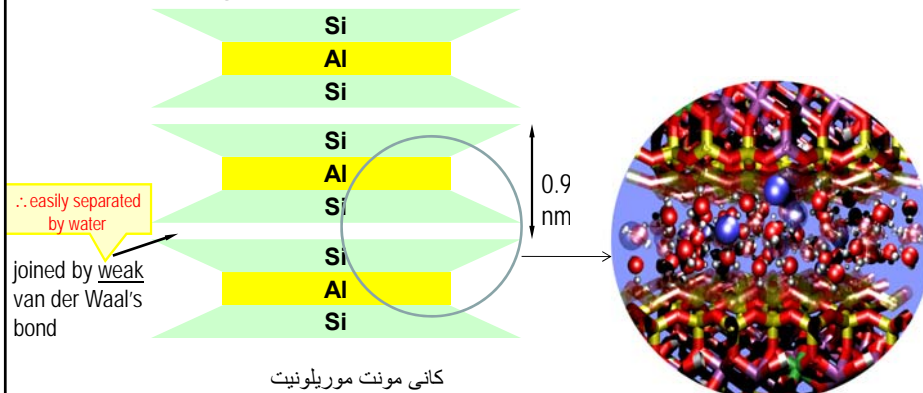 Si
Al
Si
Si
Al
Si
Si
Al
Si
0.9
nm
∴ easily separated
by water
joined by weak
van der Waal's
bond
کانی مونت موریلونیت